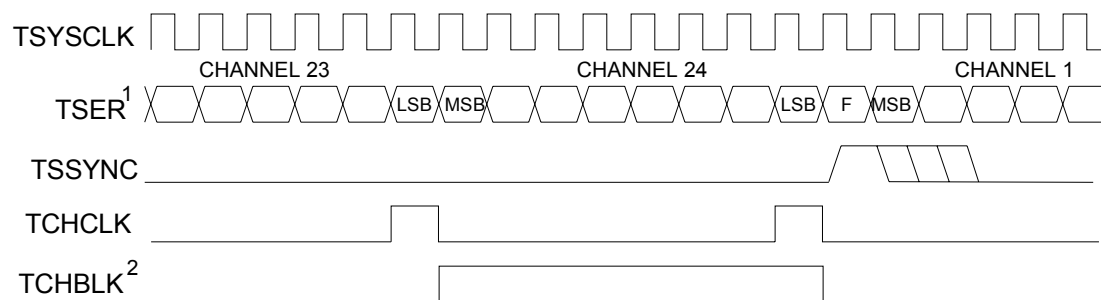 TSYSCLK
CHANNEL 23 CHANNEL 24 CHANNEL 1
TSER1 LSB MSB LSB F MSB
TSSYNC
TCHCLK
TCHBLK2